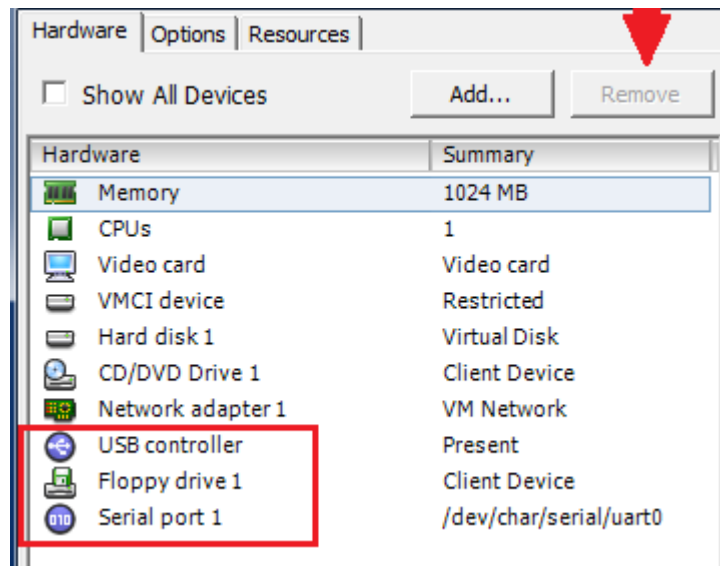 Hardware Options Resources
Show All Devices Add... Remove
Hardware Summary
Memory 1024 MB
CPUs 1
Video card Video card
VMCI device Restricted
Hard disk 1 Virtual Disk
CD/DVD Drive 1 Client Device
Network adapter 1 VM Network
USB controller Present
Floppy drive 1 Client Device
Serial port 1 /dev/char/serial/uart0